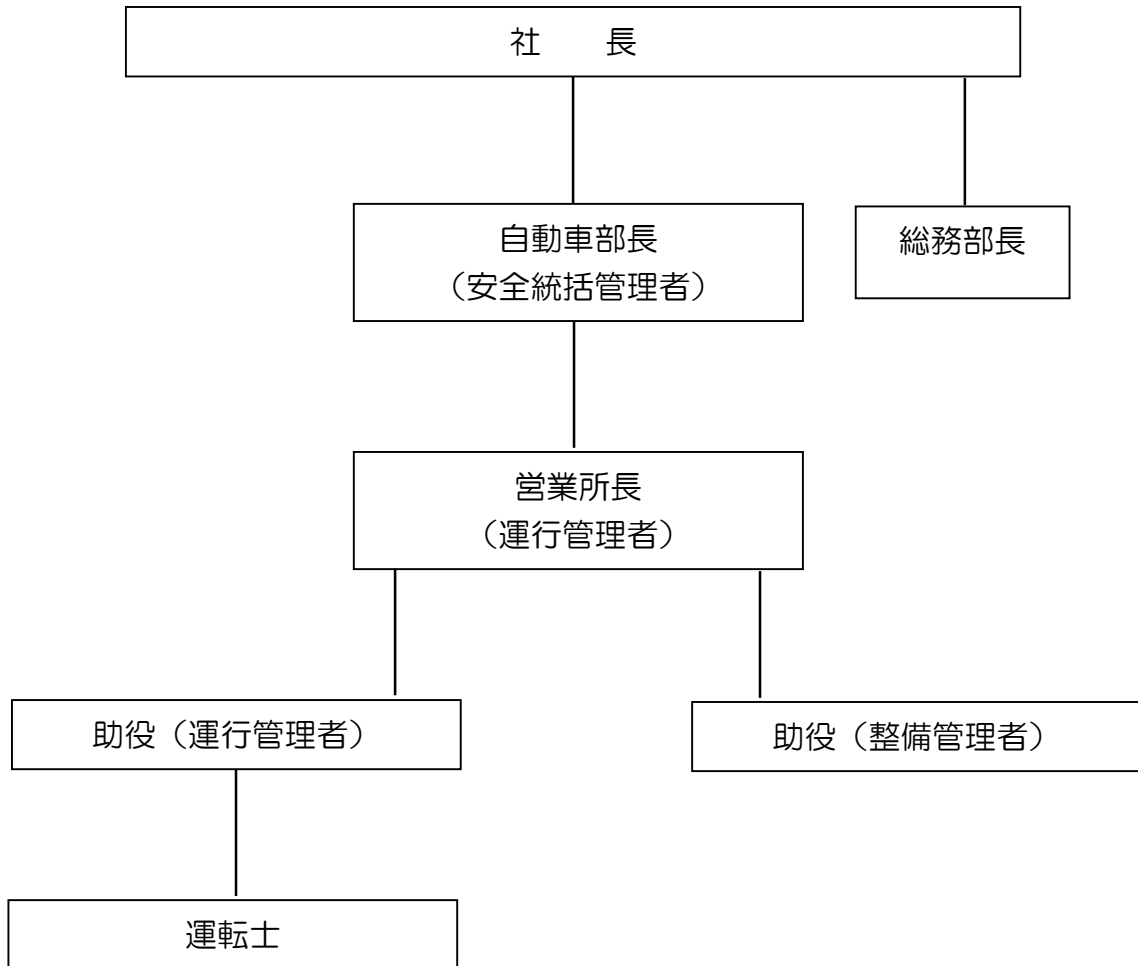 社　　長
自動車部長
（安全統括管理者）
総務部長
営業所長
（運行管理者）
助役（運行管理者）
助役（整備管理者）
運転士